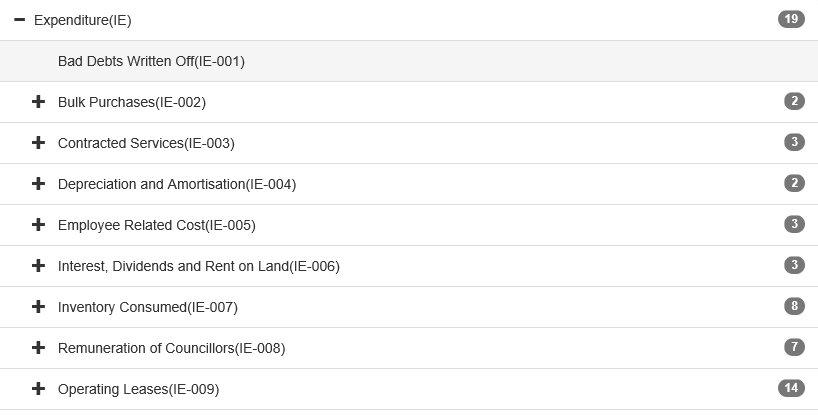 Expenditure(IE) 19
Bad Debts Written Off(IE-001)
Bulk Purchases(IE-002) 2
Contracted Services(IE-003) 3
Depreciation and Amortisation(IE-004) 2
Employee Related Cost(IE-005) 3
Interest, Dividends and Rent on Land(IE-006) 3
Inventory Consumed(IE-007) 8
Remuneration of Councillors(IE-008) 7
Operating Leases(IE-009) 14